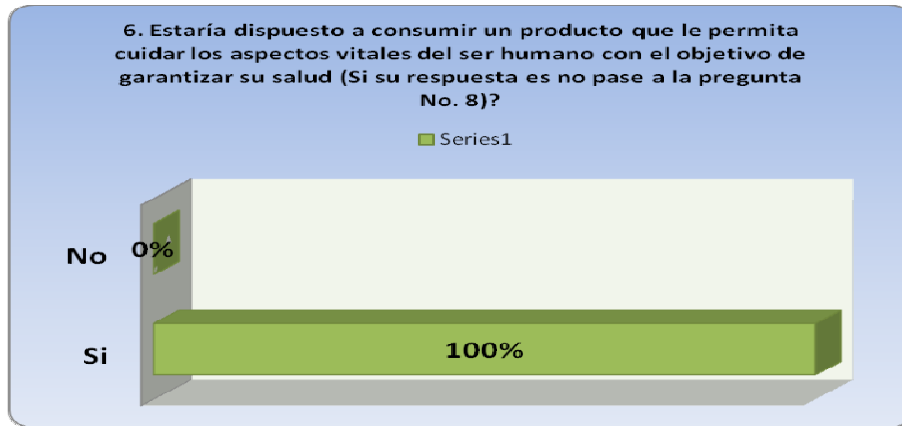 6. Estaría dispuesto a consumir un producto que le permita
cuidar los aspectos vitales del ser humano con el objetivo de
garantizar su salud (Si su respuesta es no pase a la pregunta
No. 8)?
Series1
No
0%
Si
100%